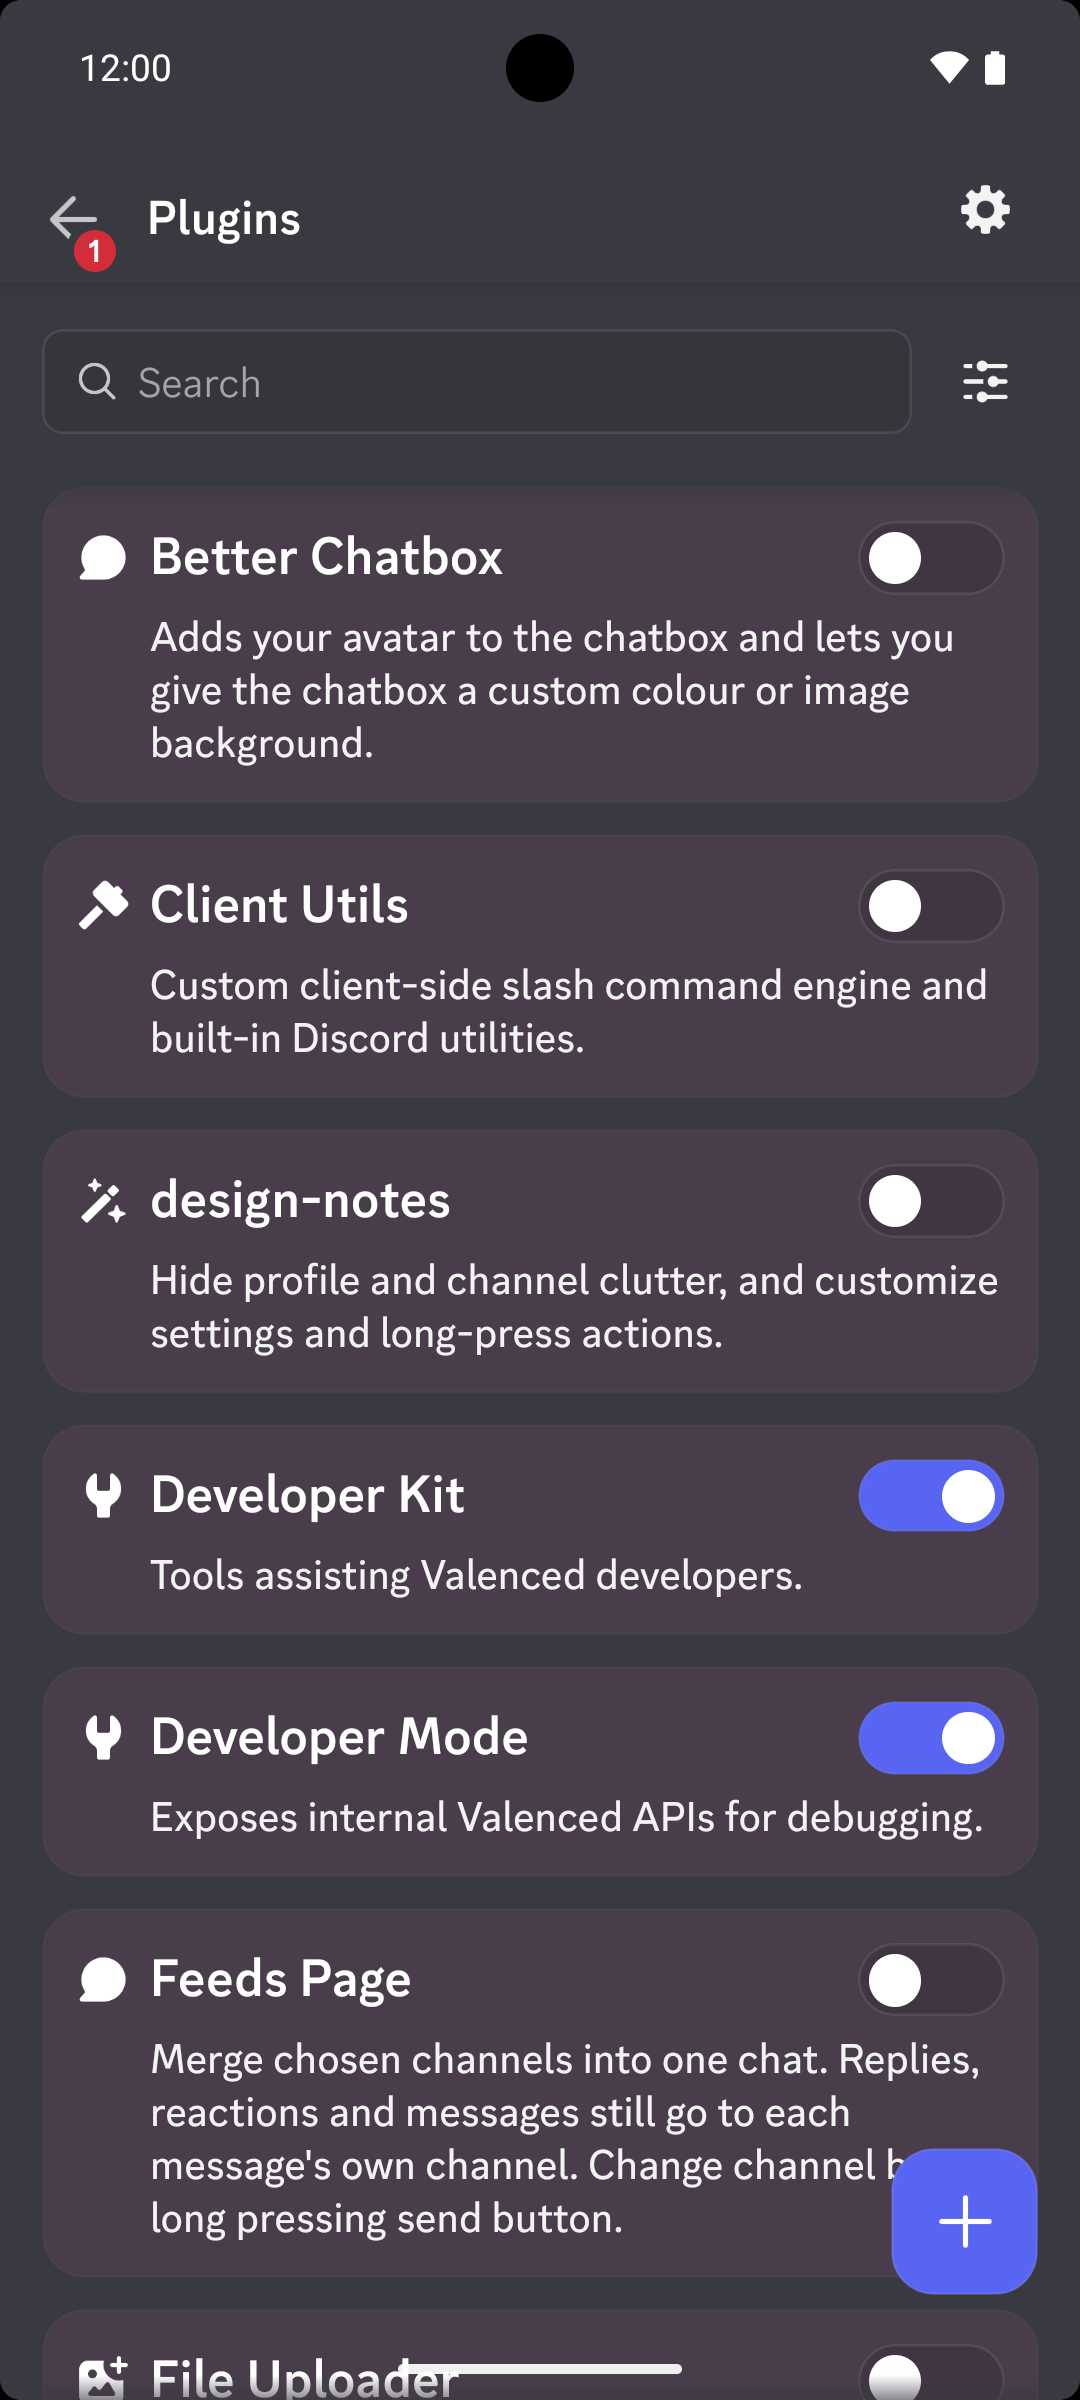 12:00
Plugins
1
Search
Better Chatbox
Adds your avatar to the chatbox and lets you
give the chatbox a custom colour or image
background.
Client Utils
Custom client-side slash command engine and
built-in Discord utilities.
design-notes
Hide profile and channel clutter, and customize
settings and long-press actions.
Developer Kit
Tools assisting Valenced developers.
Developer Mode
Exposes internal Valenced APIs for debugging.
Feeds Page
Merge chosen channels into one chat. Replies,
reactions and messages still go to each
message's own channel. Change channel
long pressing send button.
File Uploader